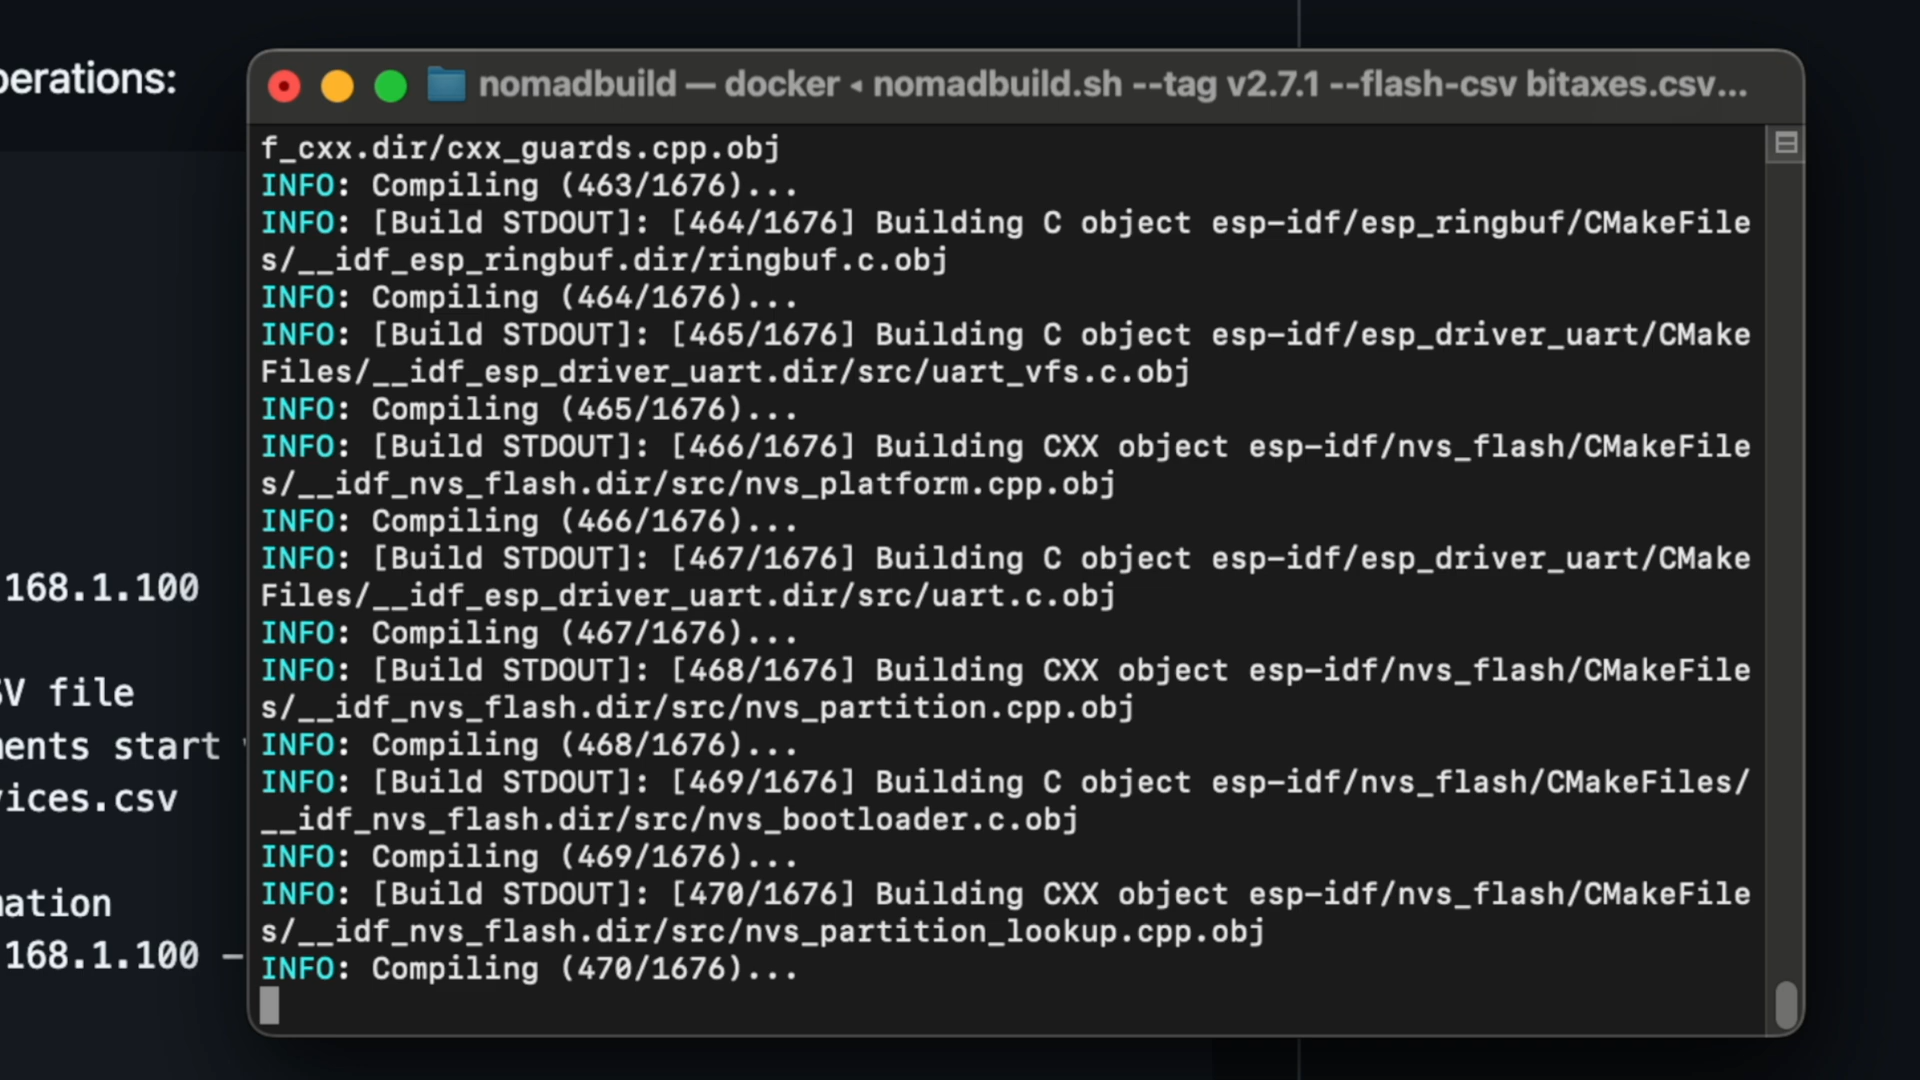 perations:
168.1.100
SV file
ments start
vices.csv
mation
168.1.100 —
nomadbuild — docker ◂ nomadbuild.sh --tag v2.7.1 --flash-csv bitaxes.csv...
f_cxx.dir/cxx_guards.cpp.obj
INFO: Compiling (463/1676)...
INFO: [Build STDOUT]: [464/1676] Building C object esp-idf/esp_ringbuf/CMakeFile
s/__idf_esp_ringbuf.dir/ringbuf.c.obj
INFO: Compiling (464/1676)...
INFO: [Build STDOUT]: [465/1676] Building C object esp-idf/esp_driver_uart/CMake
Files/__idf_esp_driver_uart.dir/src/uart_vfs.c.obj
INFO: Compiling (465/1676)...
INFO: [Build STDOUT]: [466/1676] Building CXX object esp-idf/nvs_flash/CMakeFile
s/__idf_nvs_flash.dir/src/nvs_platform.cpp.obj
INFO: Compiling (466/1676)...
INFO: [Build STDOUT]: [467/1676] Building C object esp-idf/esp_driver_uart/CMake
Files/__idf_esp_driver_uart.dir/src/uart.c.obj
INFO: Compiling (467/1676)...
INFO: [Build STDOUT]: [468/1676] Building CXX object esp-idf/nvs_flash/CMakeFile
s/__idf_nvs_flash.dir/src/nvs_partition.cpp.obj
INFO: Compiling (468/1676)...
INFO: [Build STDOUT]: [469/1676] Building C object esp-idf/nvs_flash/CMakeFiles/
__idf_nvs_flash.dir/src/nvs_bootloader.c.obj
INFO: Compiling (469/1676)...
INFO: [Build STDOUT]: [470/1676] Building CXX object esp-idf/nvs_flash/CMakeFile
s/__idf_nvs_flash.dir/src/nvs_partition_lookup.cpp.obj
INFO: Compiling (470/1676)...